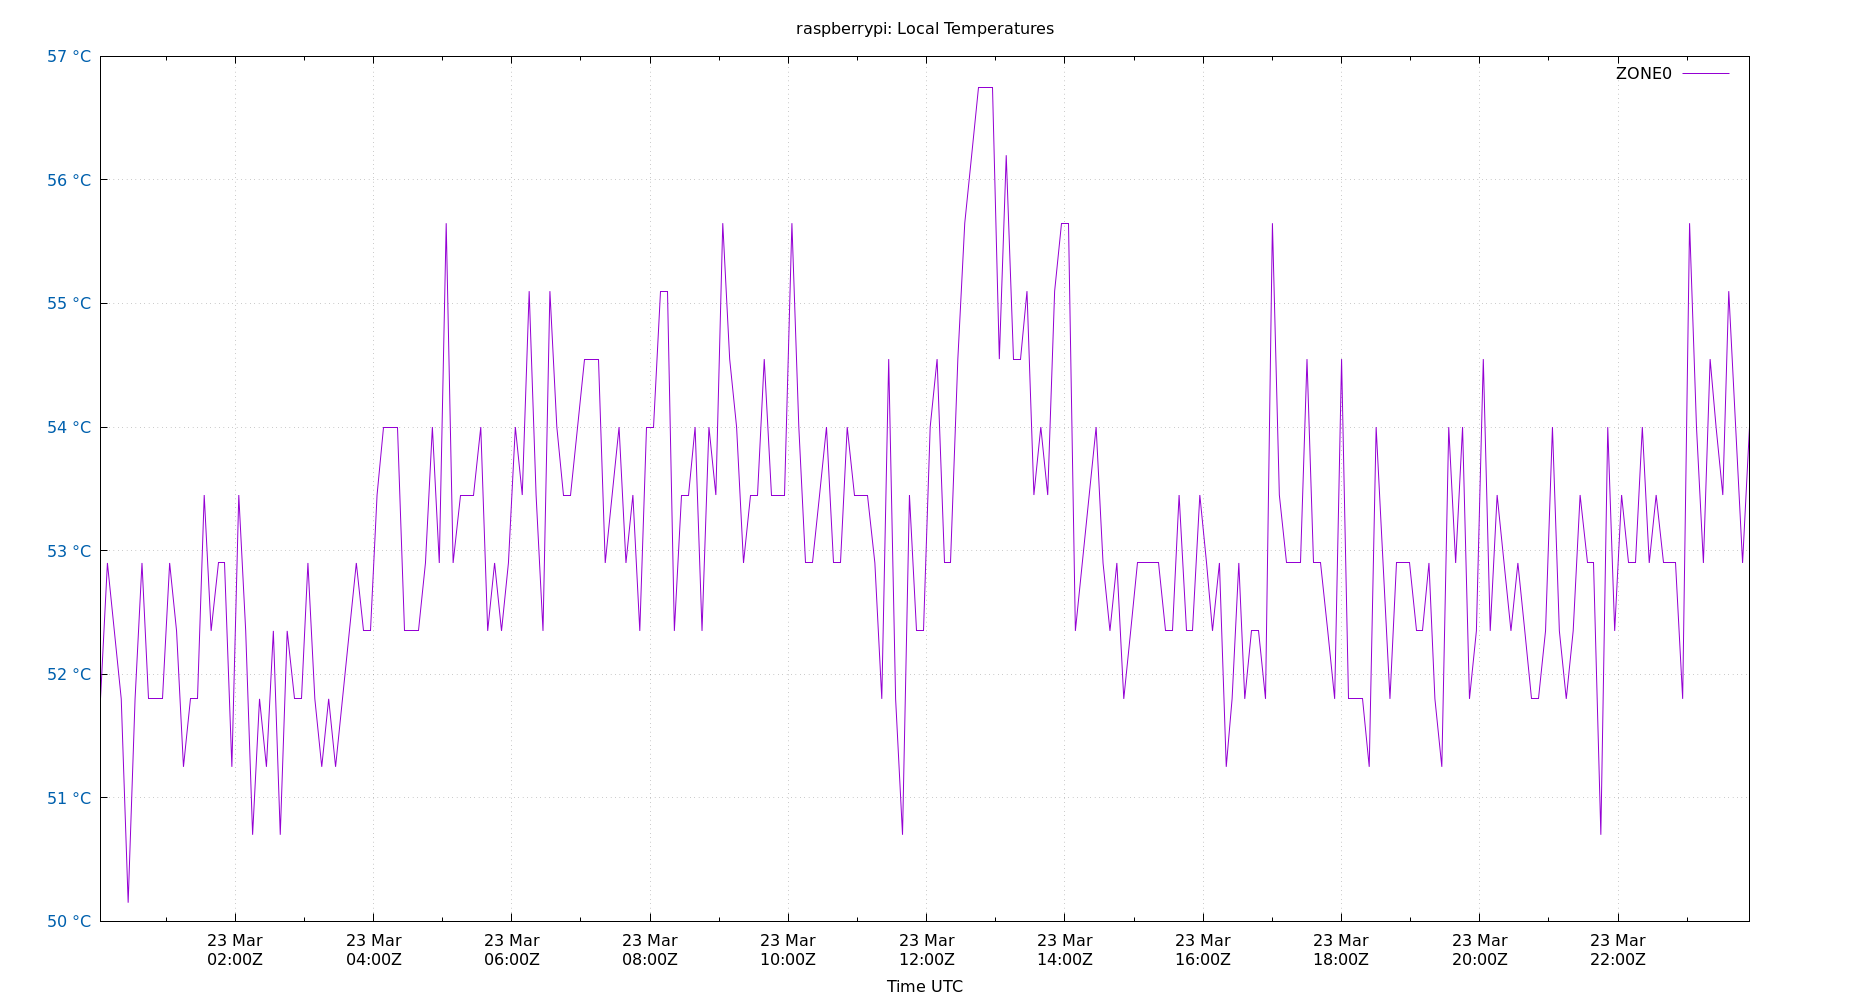 raspberrypi: Local Temperatures
57 °C
ZONE0
56 °C
55 °C
54 °C
53 °C
52 °C
51 °C
50 °C
23 Mar 23 Mar 23 Mar 23 Mar 23 Mar 23 Mar 23 Mar 23 Mar 23 Mar 23 Mar 23 Mar
02:00Z 04:00Z 06:00Z 08:00Z 10:00Z 12:00Z 14:00Z 16:00Z 18:00Z 20:00Z 22:00Z
Time UTC